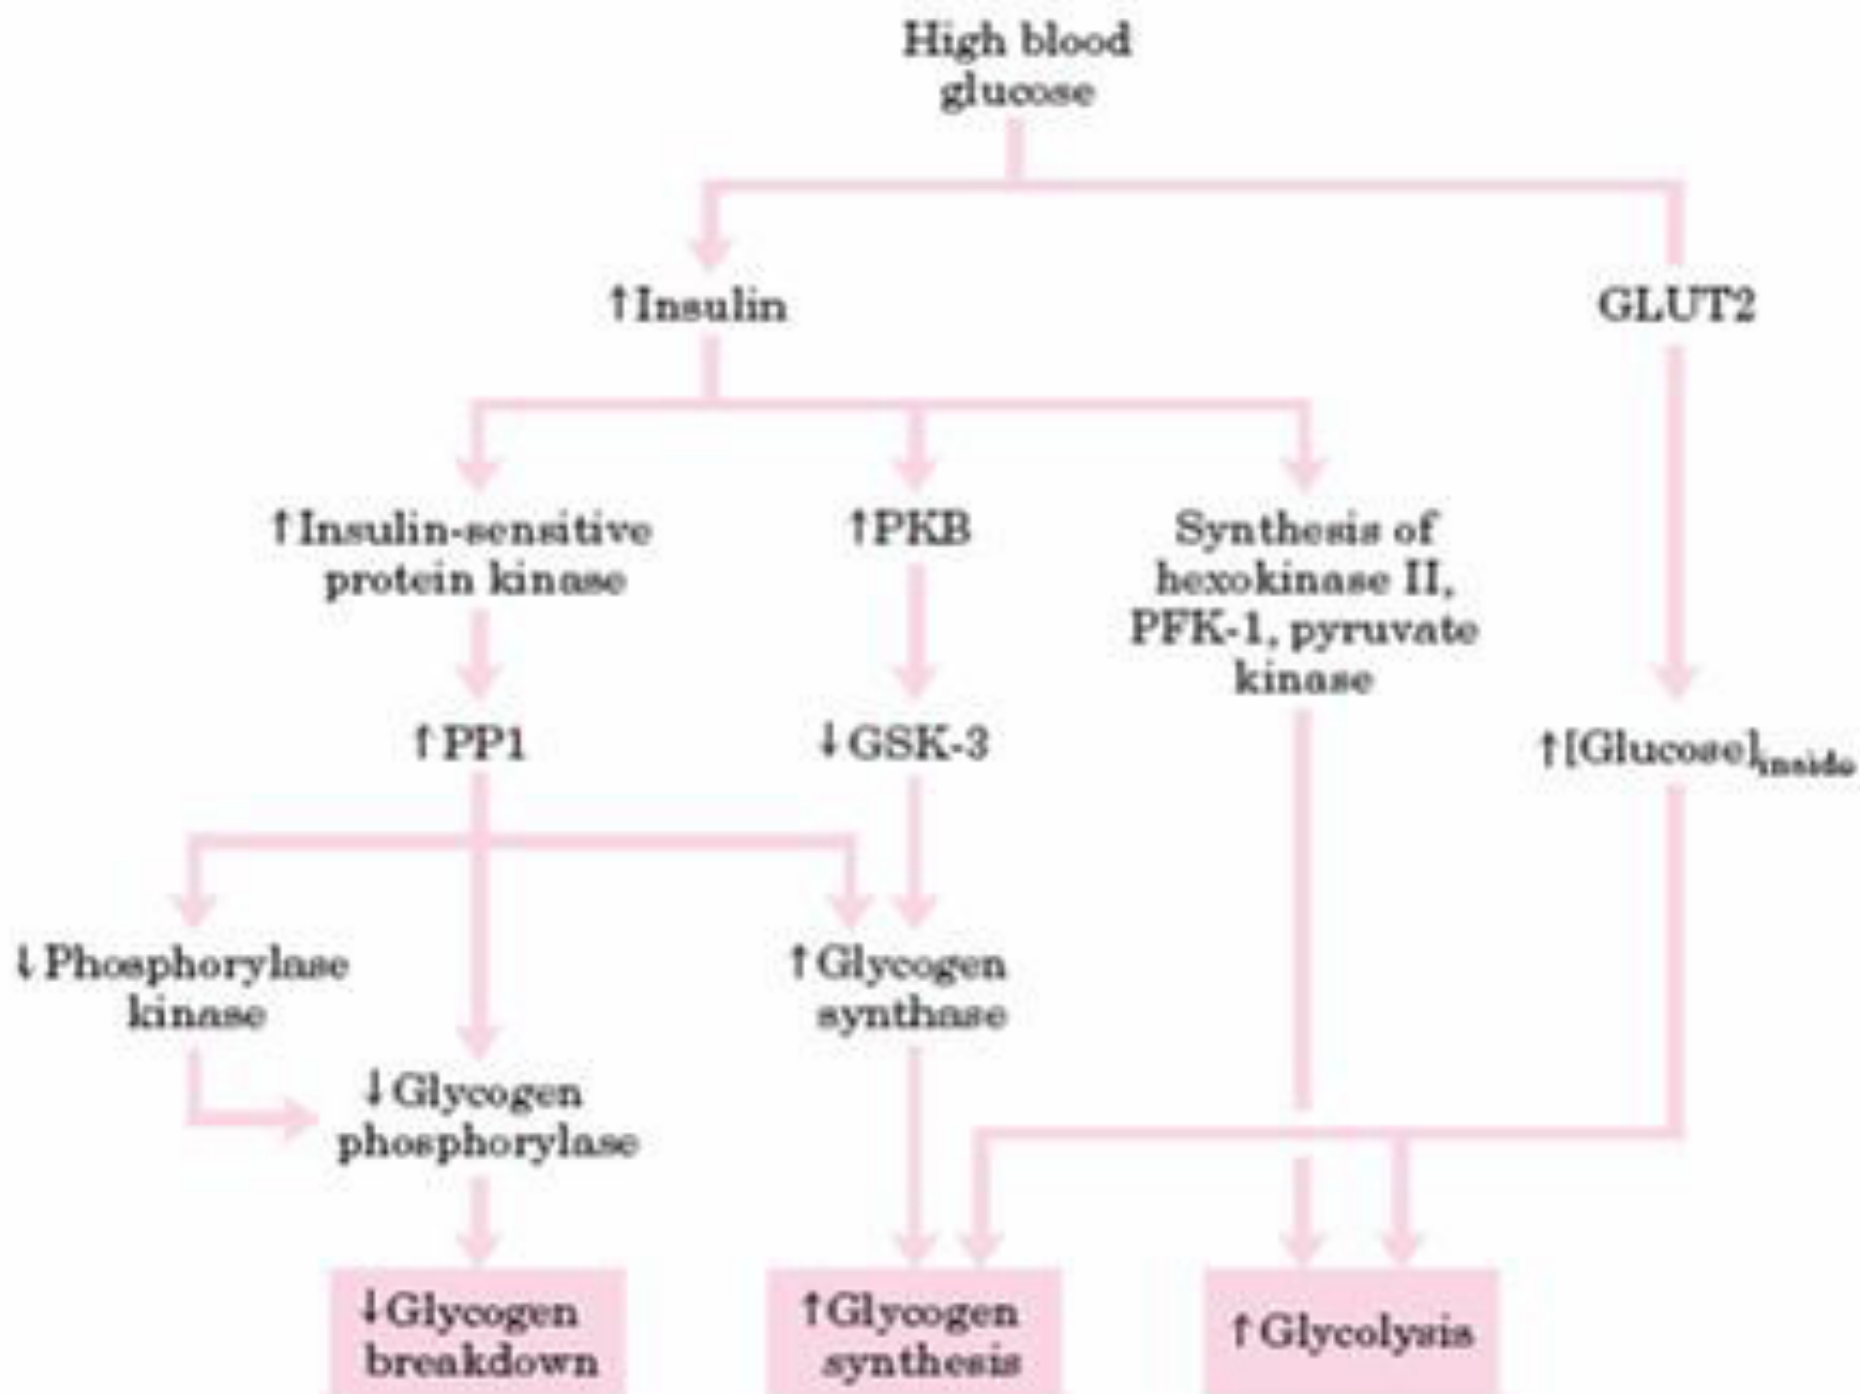 High blood
glucose
↑Insulin
GLUT2
↑Insulin-sensitive
protein kinase
↑PKB
Synthesis of
hexokinase II,
PFK-1, pyruvate
kinase
↑PP1
↓GSK-3
↑[Glucose]inside
↓Phosphorylase
kinase
↑Glycogen
synthase
↓Glycogen
phosphorylase
↓Glycogen
breakdown
↑Glycogen
synthesis
↑Glycolysis